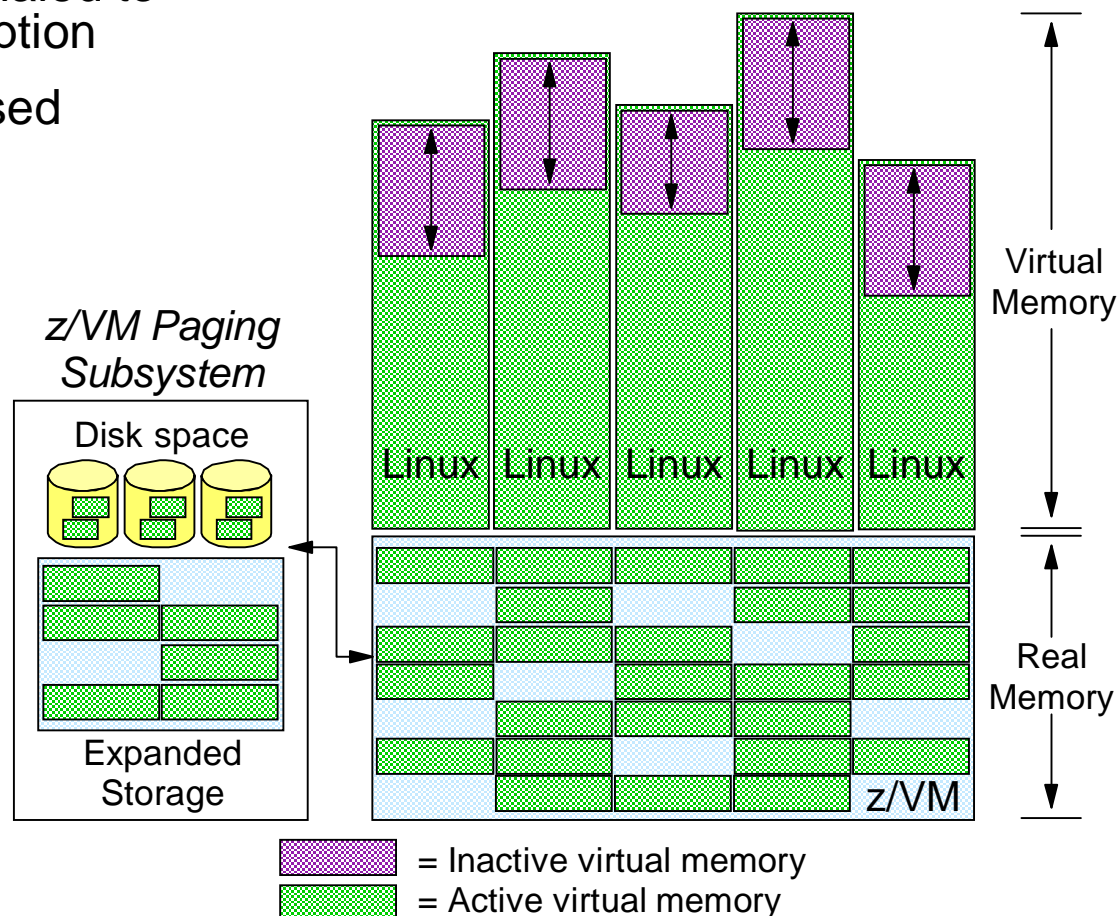 otion
sed
z/VM Paging
Subsystem
Disk space
Expanded
Storage
Linux Linux Linux Linux Linux
Virtual
Memory
Real
Memory
z/VM
= Inactive virtual memory
= Active virtual memory